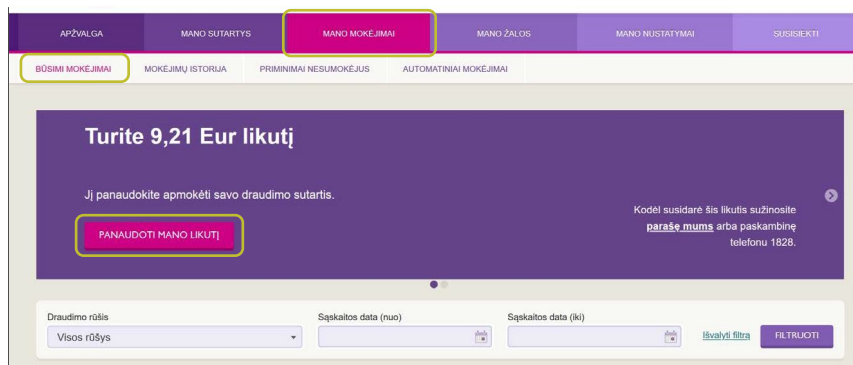 APŽVALGA MANO SUTARTYS MANO MOKĖJIMAI MANO ŽALOS MANO NUSTATYMAI SUSISIEKTI
BŪSIMI MOKĖJIMAI MOKĖJIMŲ ISTORIJA PRIMINIMAI NESUMOKĖJUS AUTOMATINIAI MOKĖJIMAI
Turite 9,21 Eur likutį
Jį panaudokite apmokėti savo draudimo sutartis.
PANAUDOTI MANO LIKUTĮ
Kodėl susidarė šis likutis sužinosite
parašę mums arba paskambinę
telefonu 1828.
Draudimo rūšis Sąskaitos data (nuo) Sąskaitos data (iki)
Visos rūšys Išvalyti filtrą FILTRUOTI